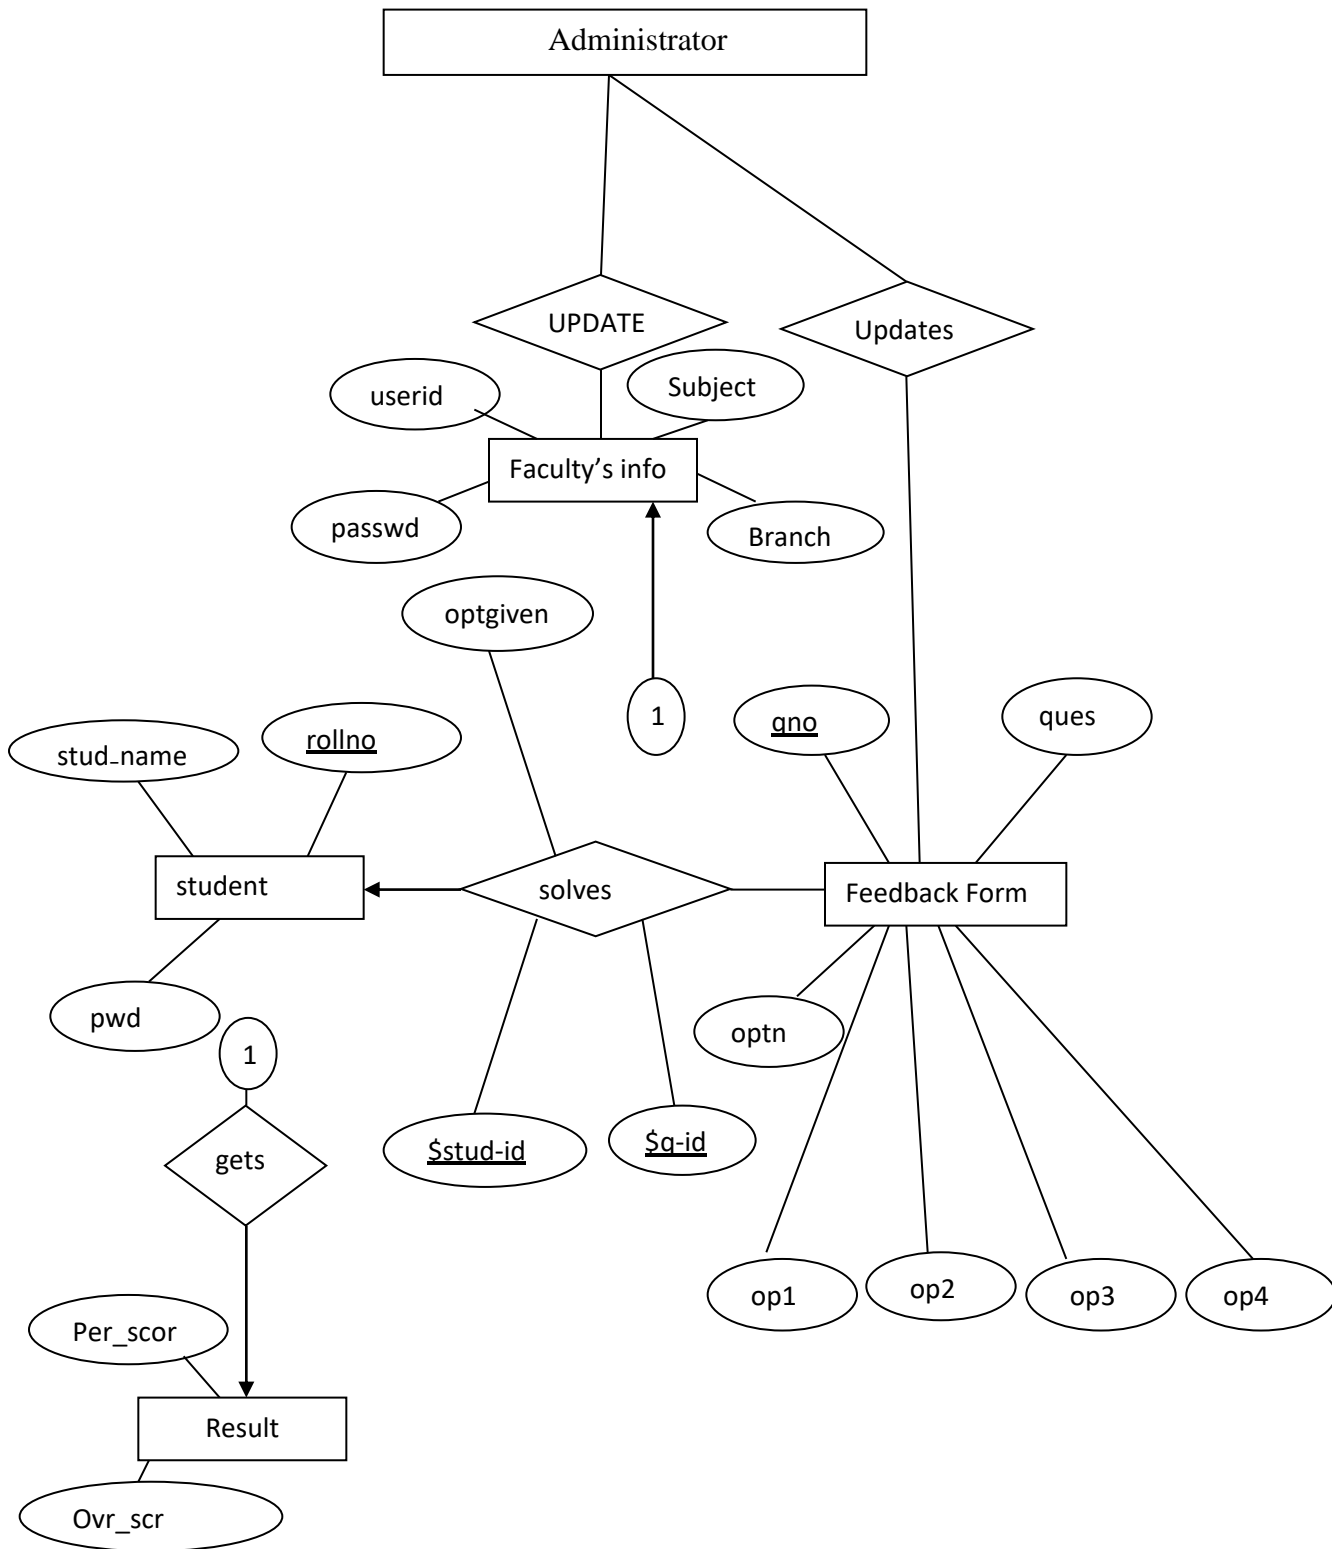 Administrator
UPDATE
Updates
userid
Subject
Faculty’s info
passwd
Branch
optgiven
1
qno
ques
stud_name
rollno
student
solves
Feedback Form
pwd
1
optn
gets
$stud-id
$q-id
op1
op2
op3
op4
Per_scor
Result
Ovr_scr